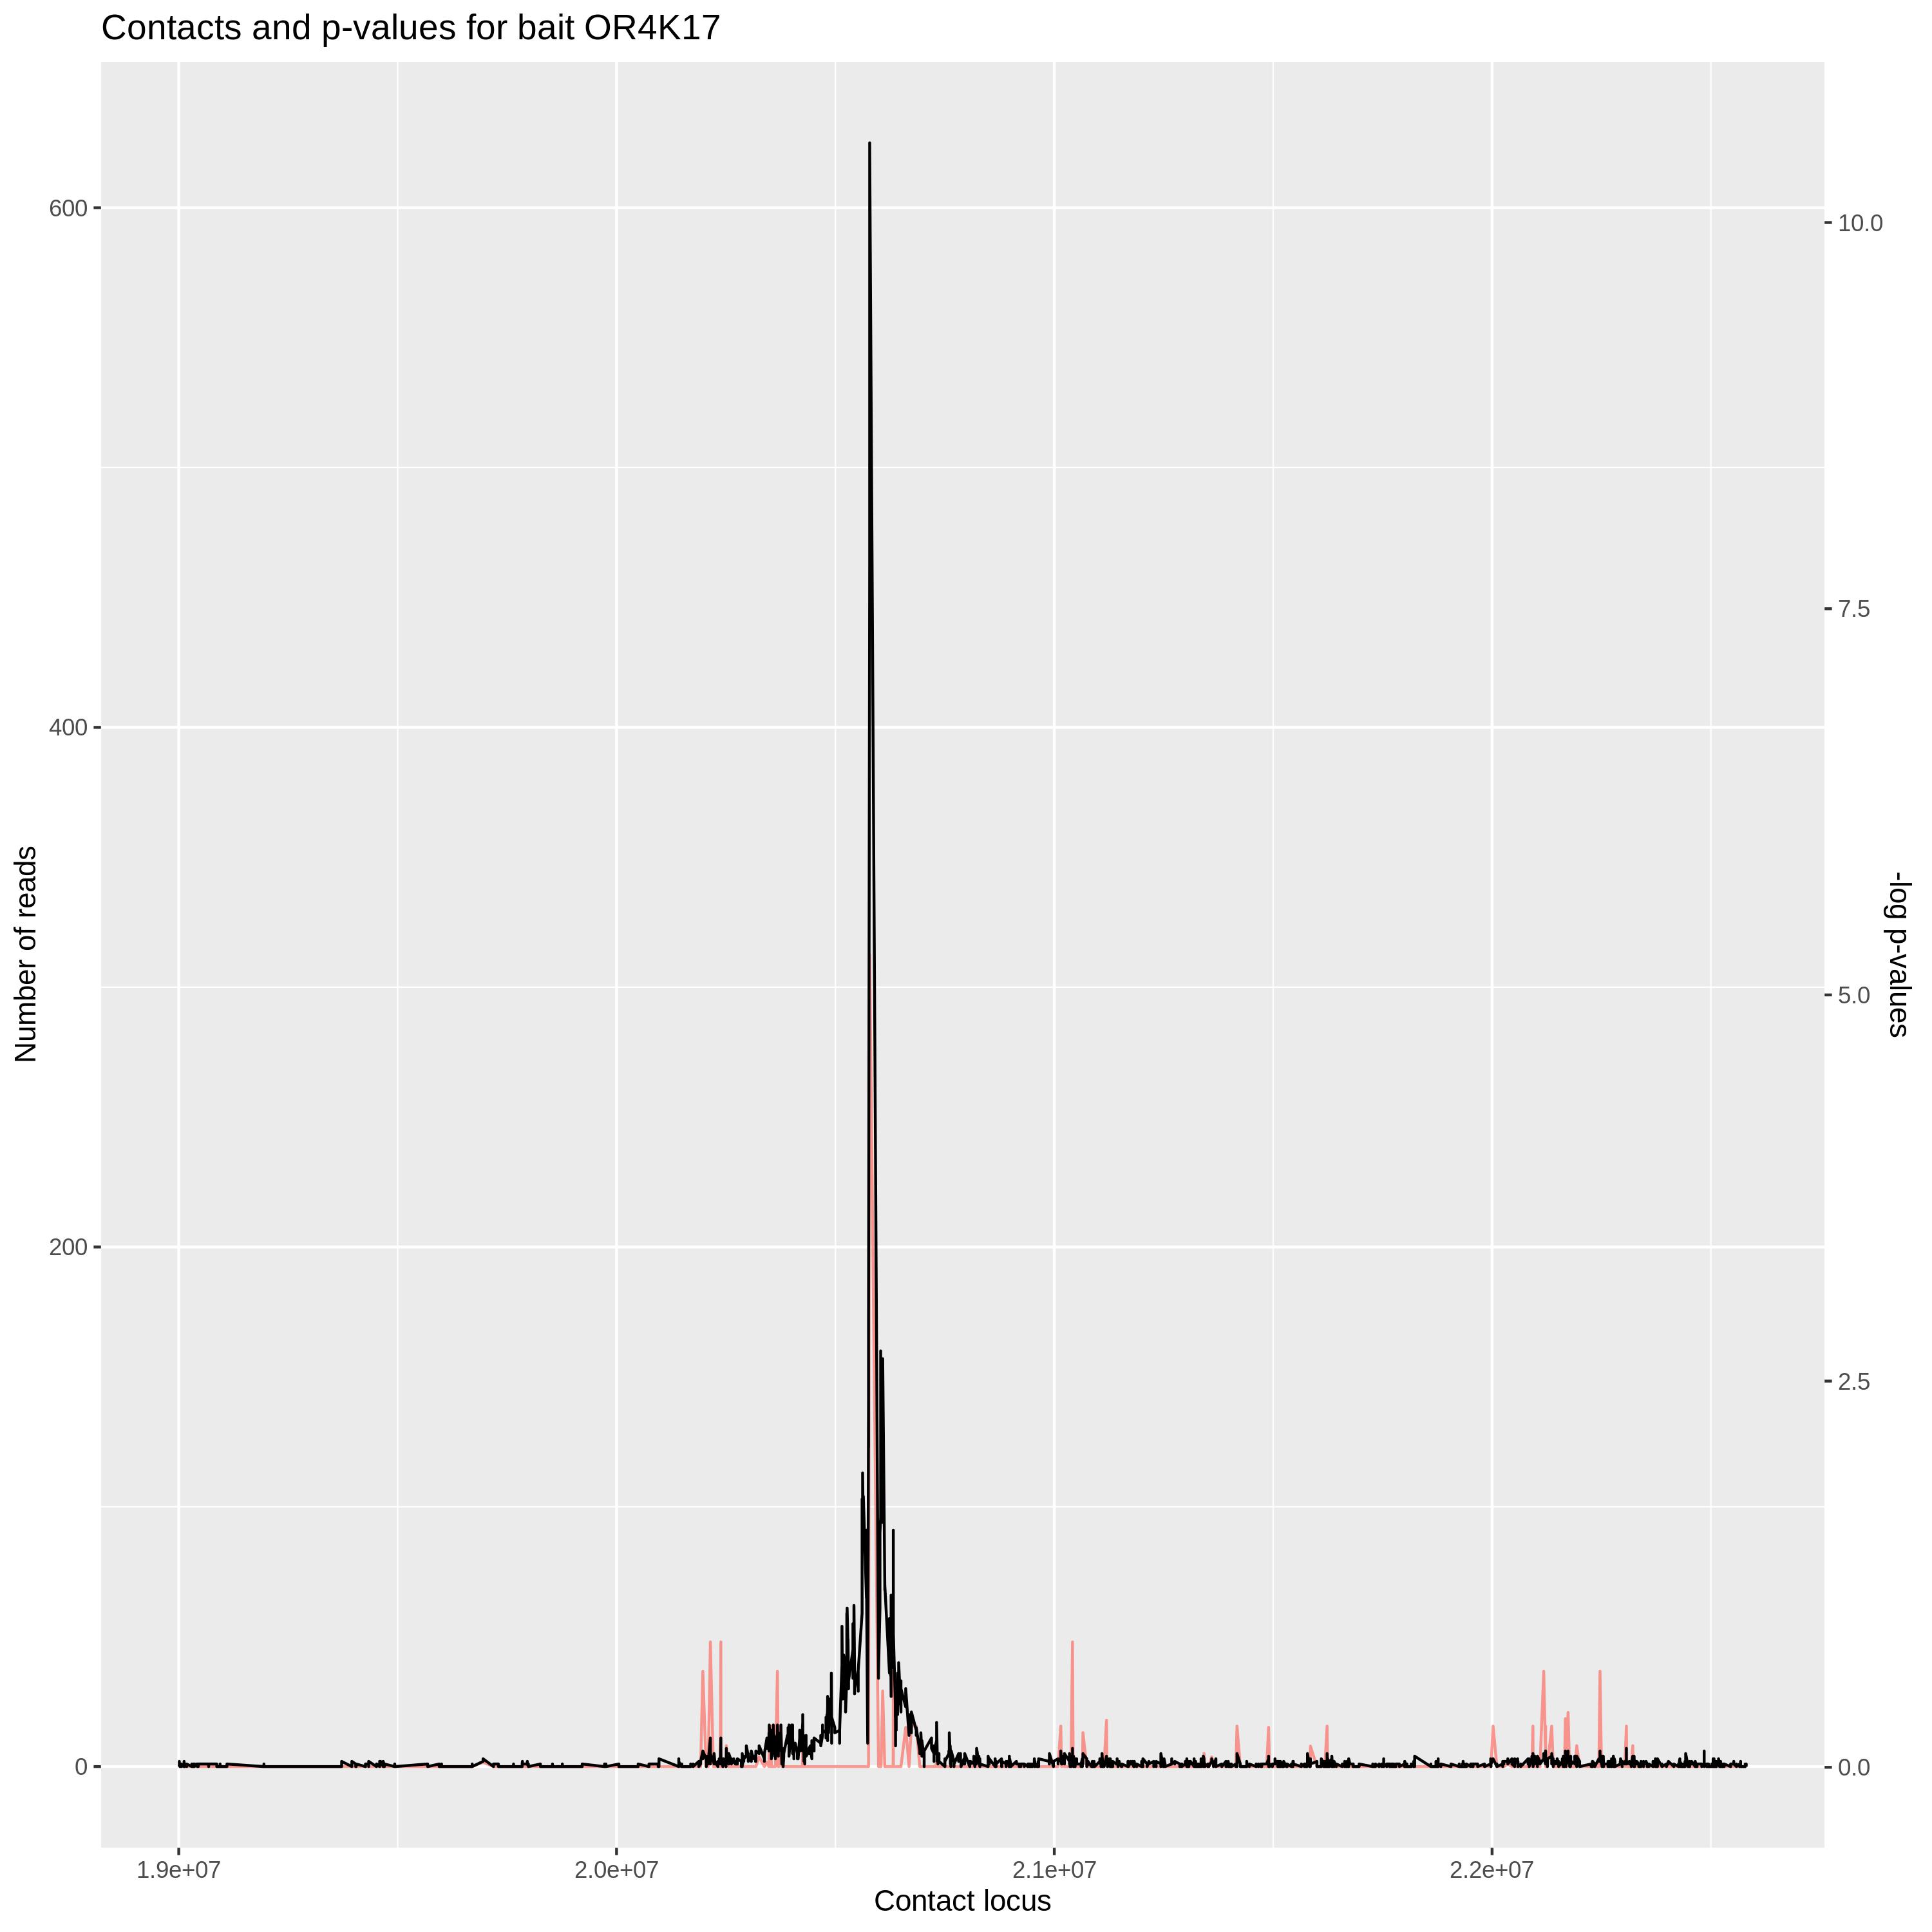 Contacts and p-values for bait OR4K17
600
400
200
0
Number of reads
10.0
7.5
5.0
2.5
0.0
-log p-values
1.9e+07 2.0e+07 2.1e+07 2.2e+07
Contact locus